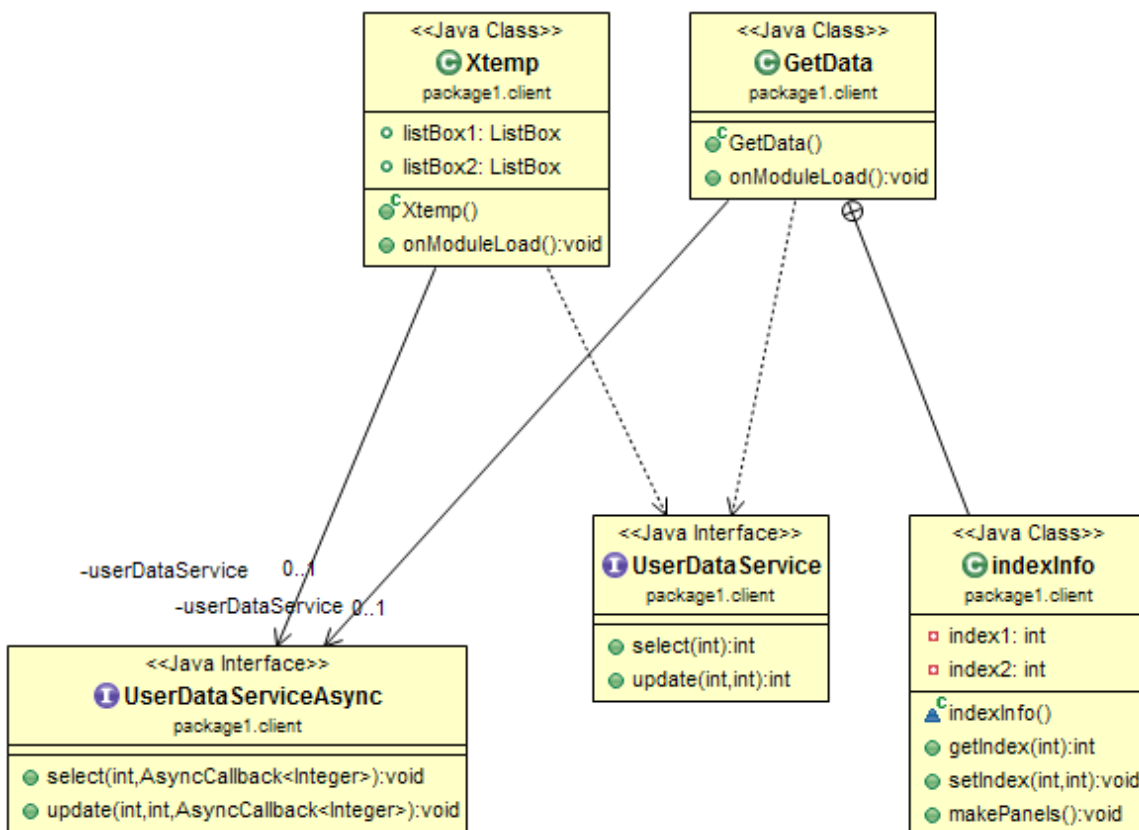 <<Java Class>>
Xtemp
package1.client
listBox1: ListBox
listBox2: ListBox
Xtemp()
onModuleLoad():void
<<Java Class>>
GetData
package1.client
GetData()
onModuleLoad():void
-userDataService 0..1
-userDataService 0..1
<<Java Interface>>
UserDataServiceAsync
package1.client
select(int,AsyncCallback<Integer>):void
update(int,int,AsyncCallback<Integer>):void
<<Java Interface>>
UserDataService
package1.client
select(int):int
update(int,int):int
<<Java Class>>
indexInfo
package1.client
index1: int
index2: int
indexInfo()
getIndex(int):int
setIndex(int,int):void
makePanels():void